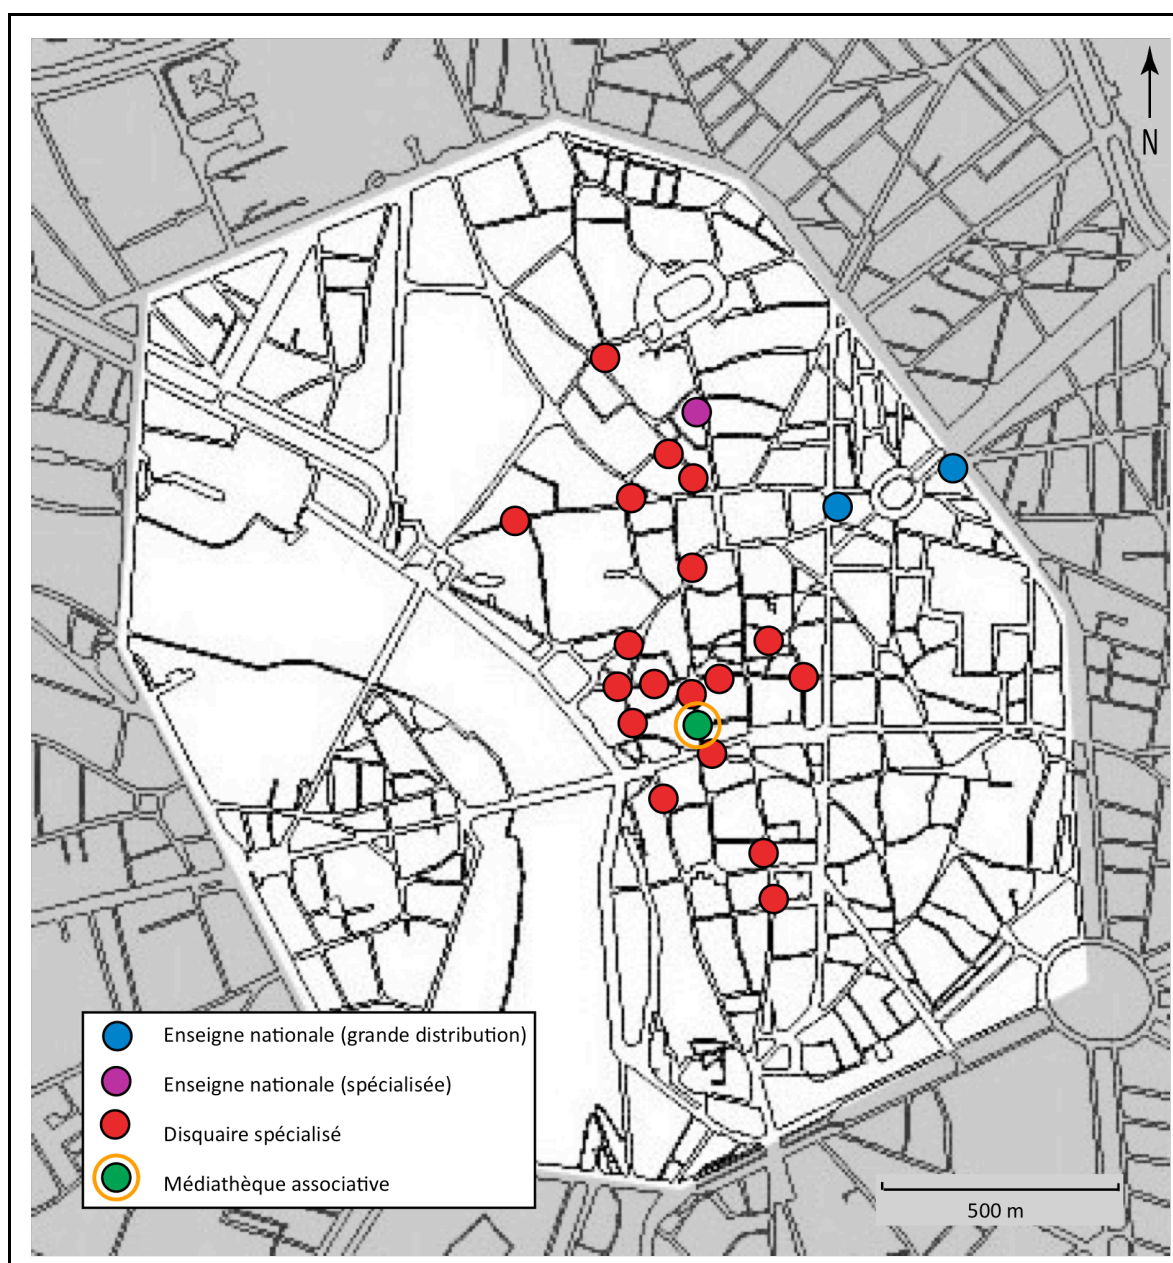 N
Enseigne nationale (grande distribution)
Enseigne nationale (spécialisée)
Disquaire spécialisé
Médiathèque associative
500 m